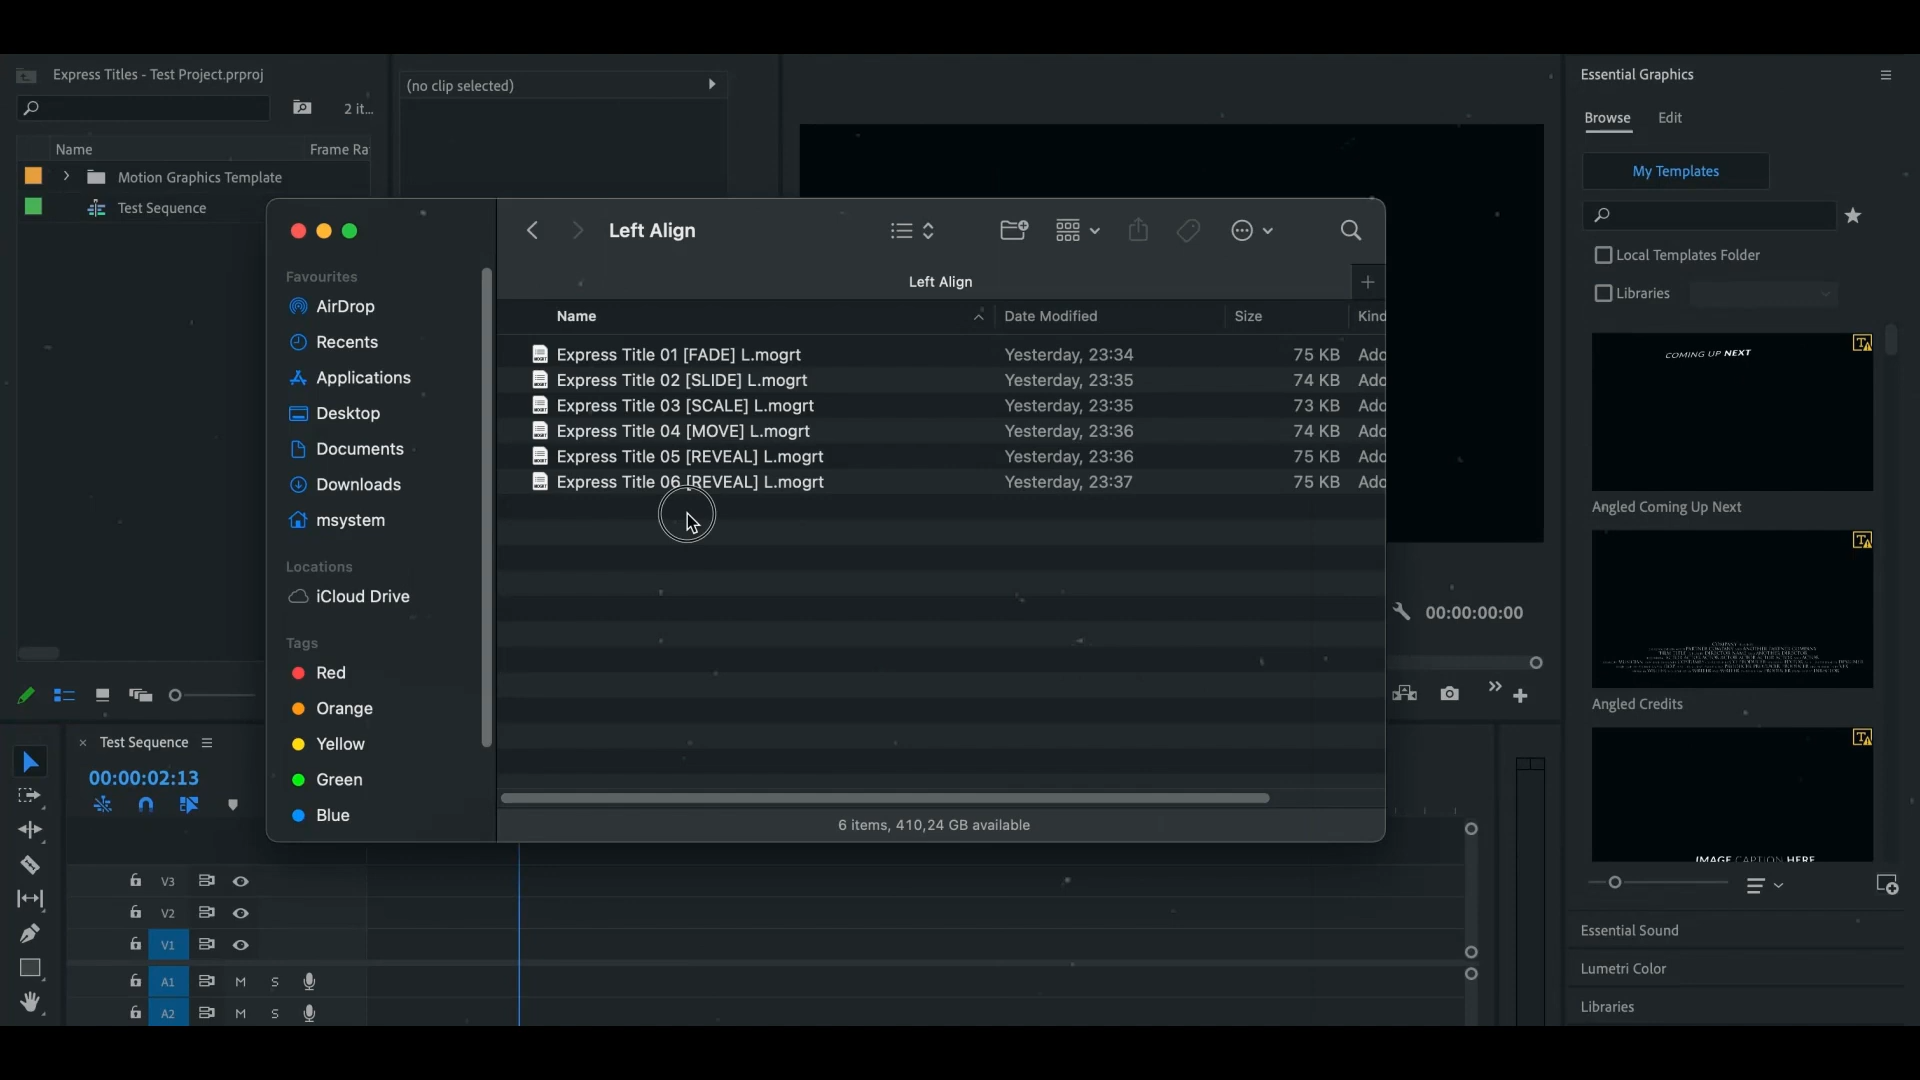 Express Titles - Test Project.prproj
2 it...
Name
Frame Ra
Motion Graphics Template
Test Sequence
(no clip selected)
Left Align
Left Align
Favourites
AirDrop
Recents
Applications
Desktop
Documents
Downloads
msystem
Locations
iCloud Drive
Tags
Red
Orange
Yellow
Green
Blue
Name Date Modified Size Kind
Express Title 01 [FADE] L.mogrt Yesterday, 23:34 75 KB Ado
Express Title 02 [SLIDE] L.mogrt Yesterday, 23:35 74 KB Ado
Express Title 03 [SCALE] L.mogrt Yesterday, 23:35 73 KB Ado
Express Title 04 [MOVE] L.mogrt Yesterday, 23:36 74 KB Ado
Express Title 05 [REVEAL] L.mogrt Yesterday, 23:36 75 KB Ado
Express Title 06 [REVEAL] L.mogrt Yesterday, 23:37 75 KB Ado
6 items, 410,24 GB available
00:00:00:00
Essential Graphics
Browse Edit
My Templates
Local Templates Folder
Libraries
COMING UP NEXT
Angled Coming Up Next
Angled Credits
IMAGE CAPTION HERE
Essential Sound
Lumetri Color
Libraries
× Test Sequence
00:00:02:13
V3
V2
V1
A1 M S
A2 M S